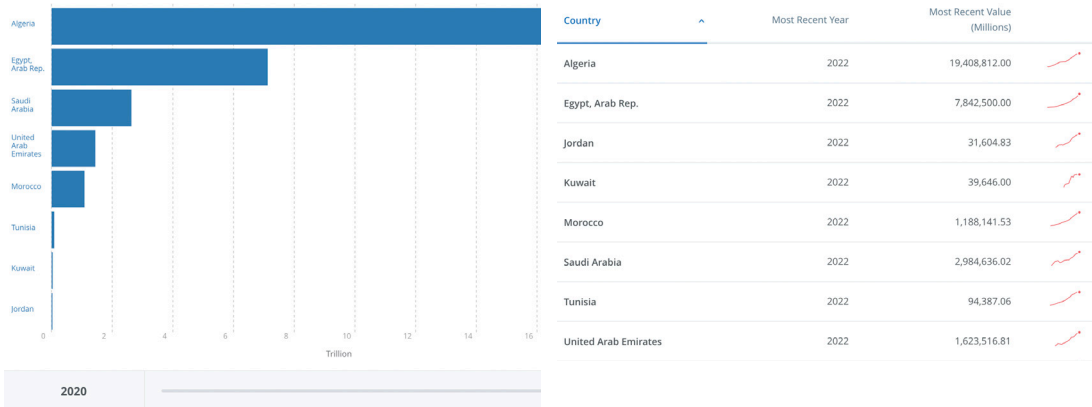 Algeria
Egypt,
Arab Rep.
Saudi
Arabia
United
Arab
Emirates
Morocco
Tunisia
Kuwait
Jordan
0 2 4 6 8 10 12 14 16
Trillion
2020
Country Most Recent Year Most Recent Value
(Millions)
Algeria 2022 19,408,812.00
Egypt, Arab Rep. 2022 7,842,500.00
Jordan 2022 31,604.83
Kuwait 2022 39,646.00
Morocco 2022 1,188,141.53
Saudi Arabia 2022 2,984,636.02
Tunisia 2022 94,387.06
United Arab Emirates 2022 1,623,516.81